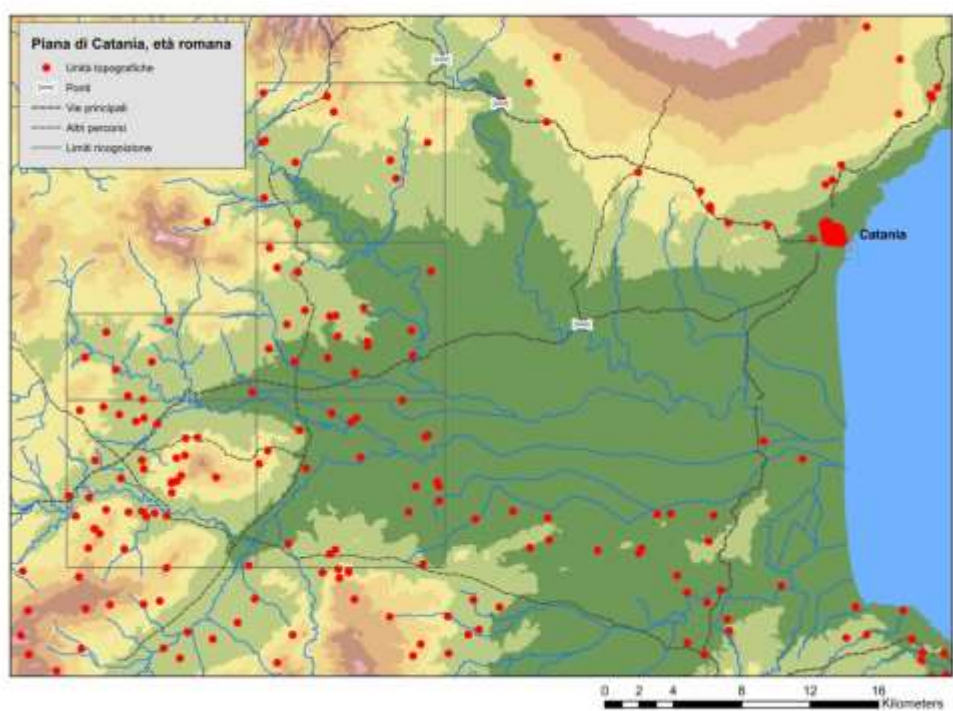 Piana di Catania, età romana
Unità topografiche
Ponti
Vie principali
Altri percorsi
Limiti ricognizione
Catania
0 2 4 8 12 16
Kilometers